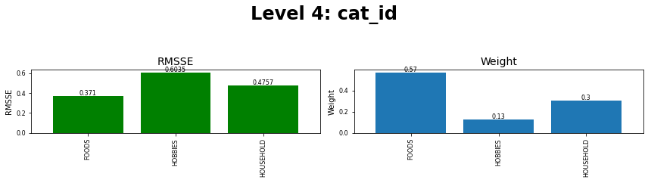 Level 4: cat_id
RMSSE
Weight
0.6
0.4
0.2
0.0
RMSSE
0.371
0.6035
0.4757
FOODS
HOBBIES
HOUSEHOLD
0.4
0.2
0.0
Weight
0.57
0.13
0.3
FOODS
HOBBIES
HOUSEHOLD